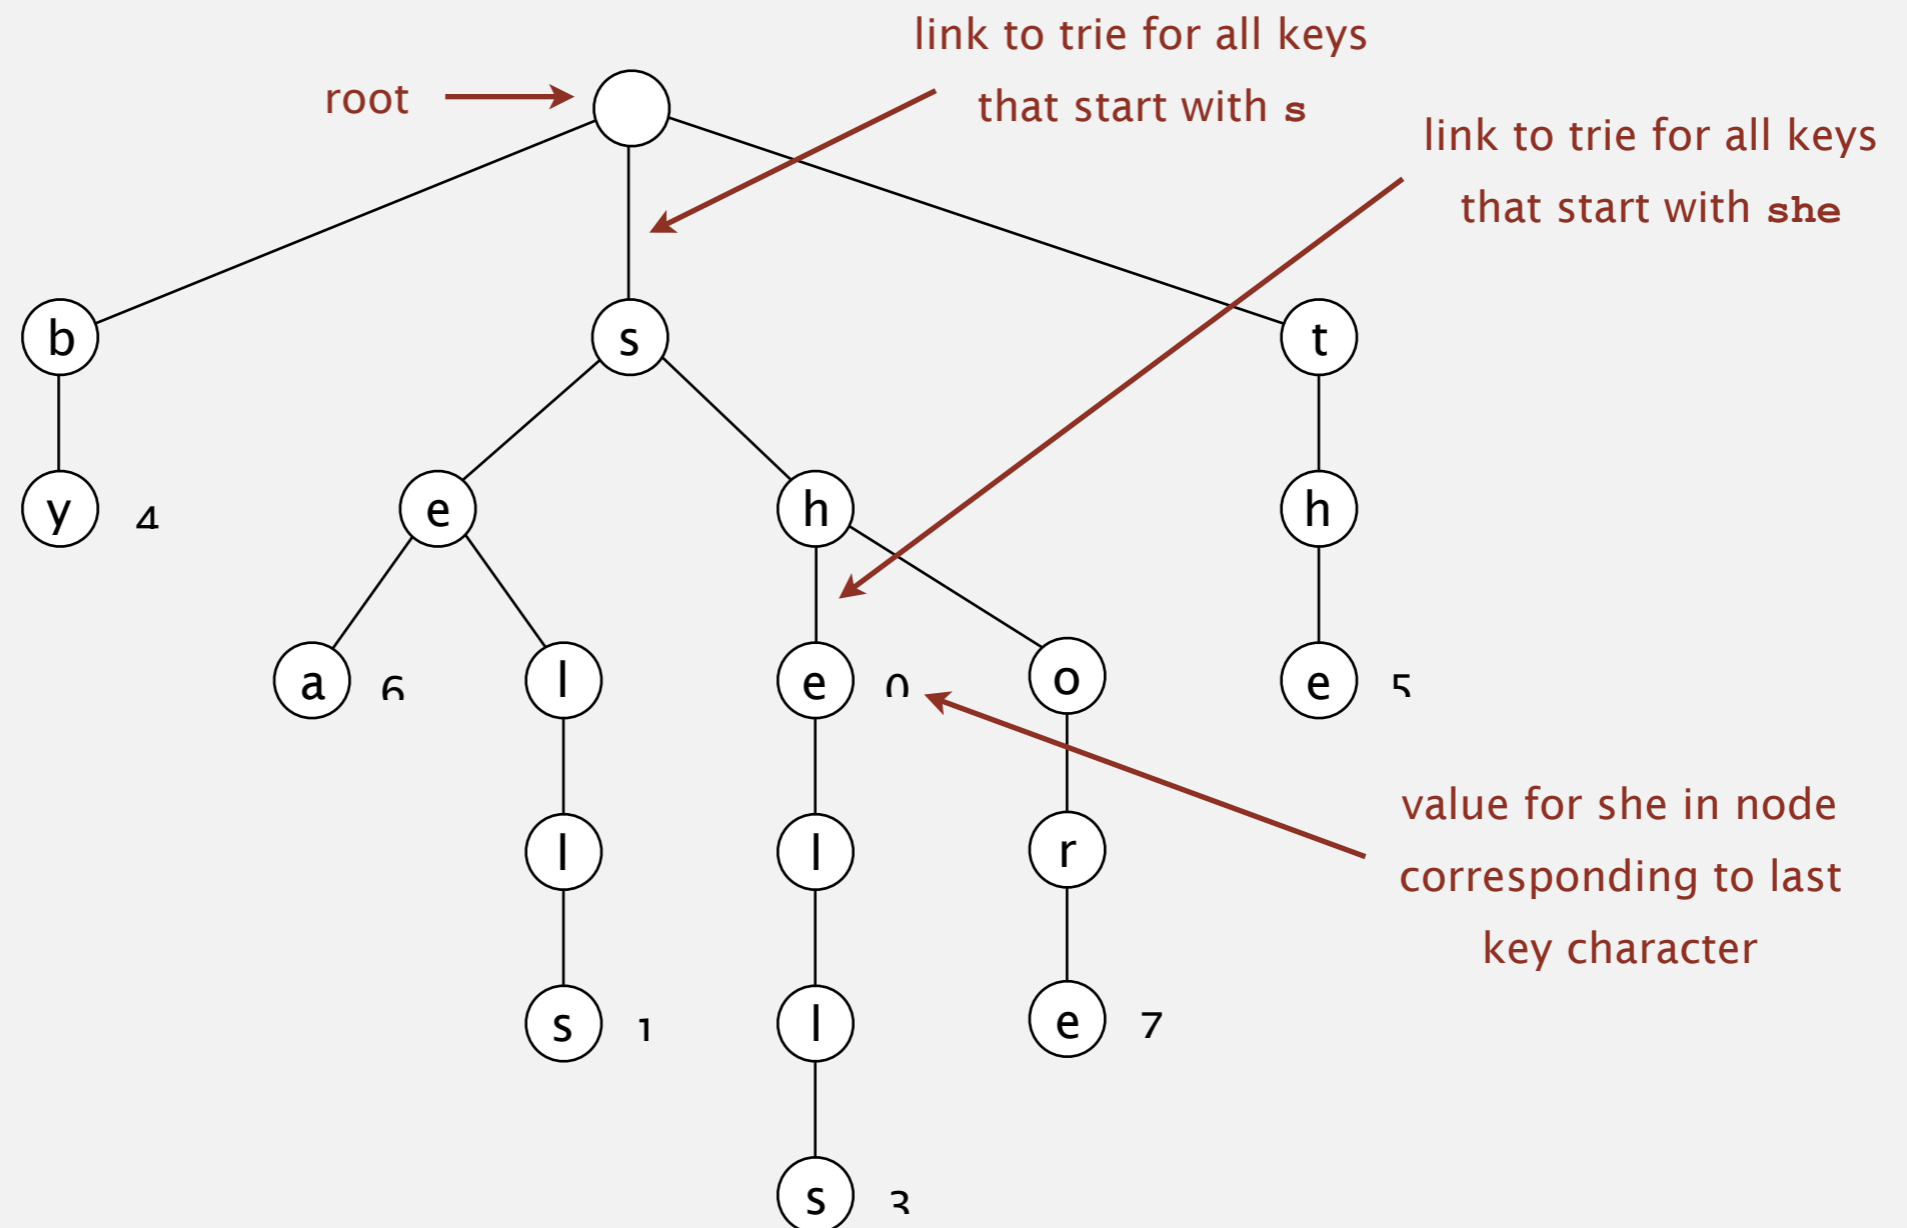 link to trie for all keys
root
that start with s
link to trie for all keys
that start with she
b
s
t
y 4
e
h
h
a 6
l
e 0
o
e 5
l
l
r
value for she in node
corresponding to last
key character
s 1
l
e 7
s 3